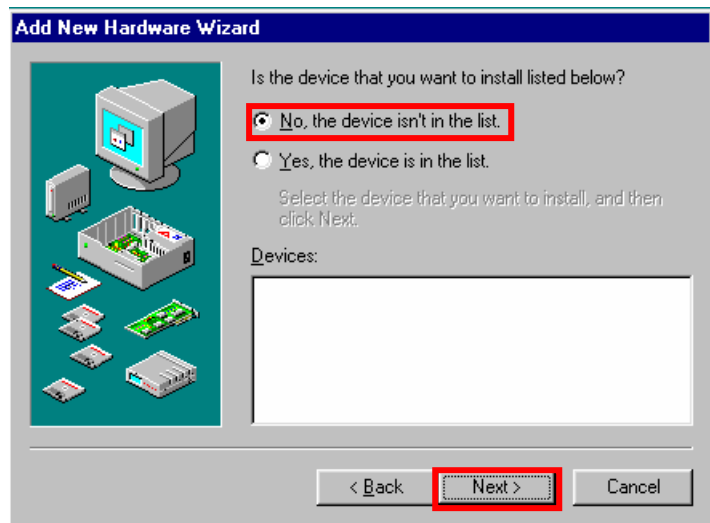 Add New Hardware Wizard
Is the device that you want to install listed below?
No, the device isn't in the list.
Yes, the device is in the list.
Select the device that you want to install, and then
click Next.
Devices:
< Back
Next >
Cancel